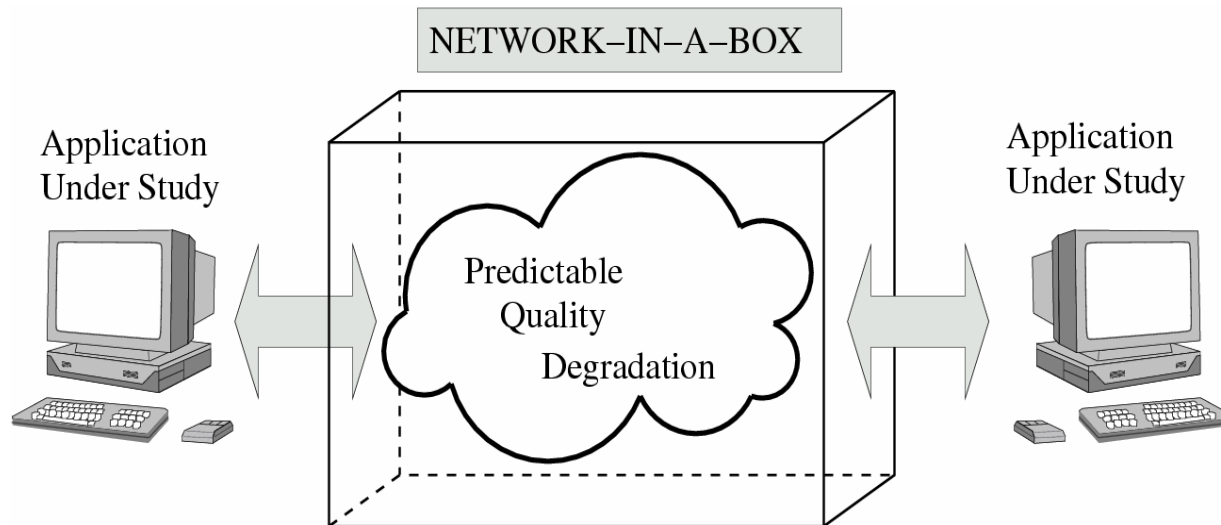 NETWORK–IN–A–BOX
Application
Under Study
Predictable
Quality
Degradation
Application
Under Study